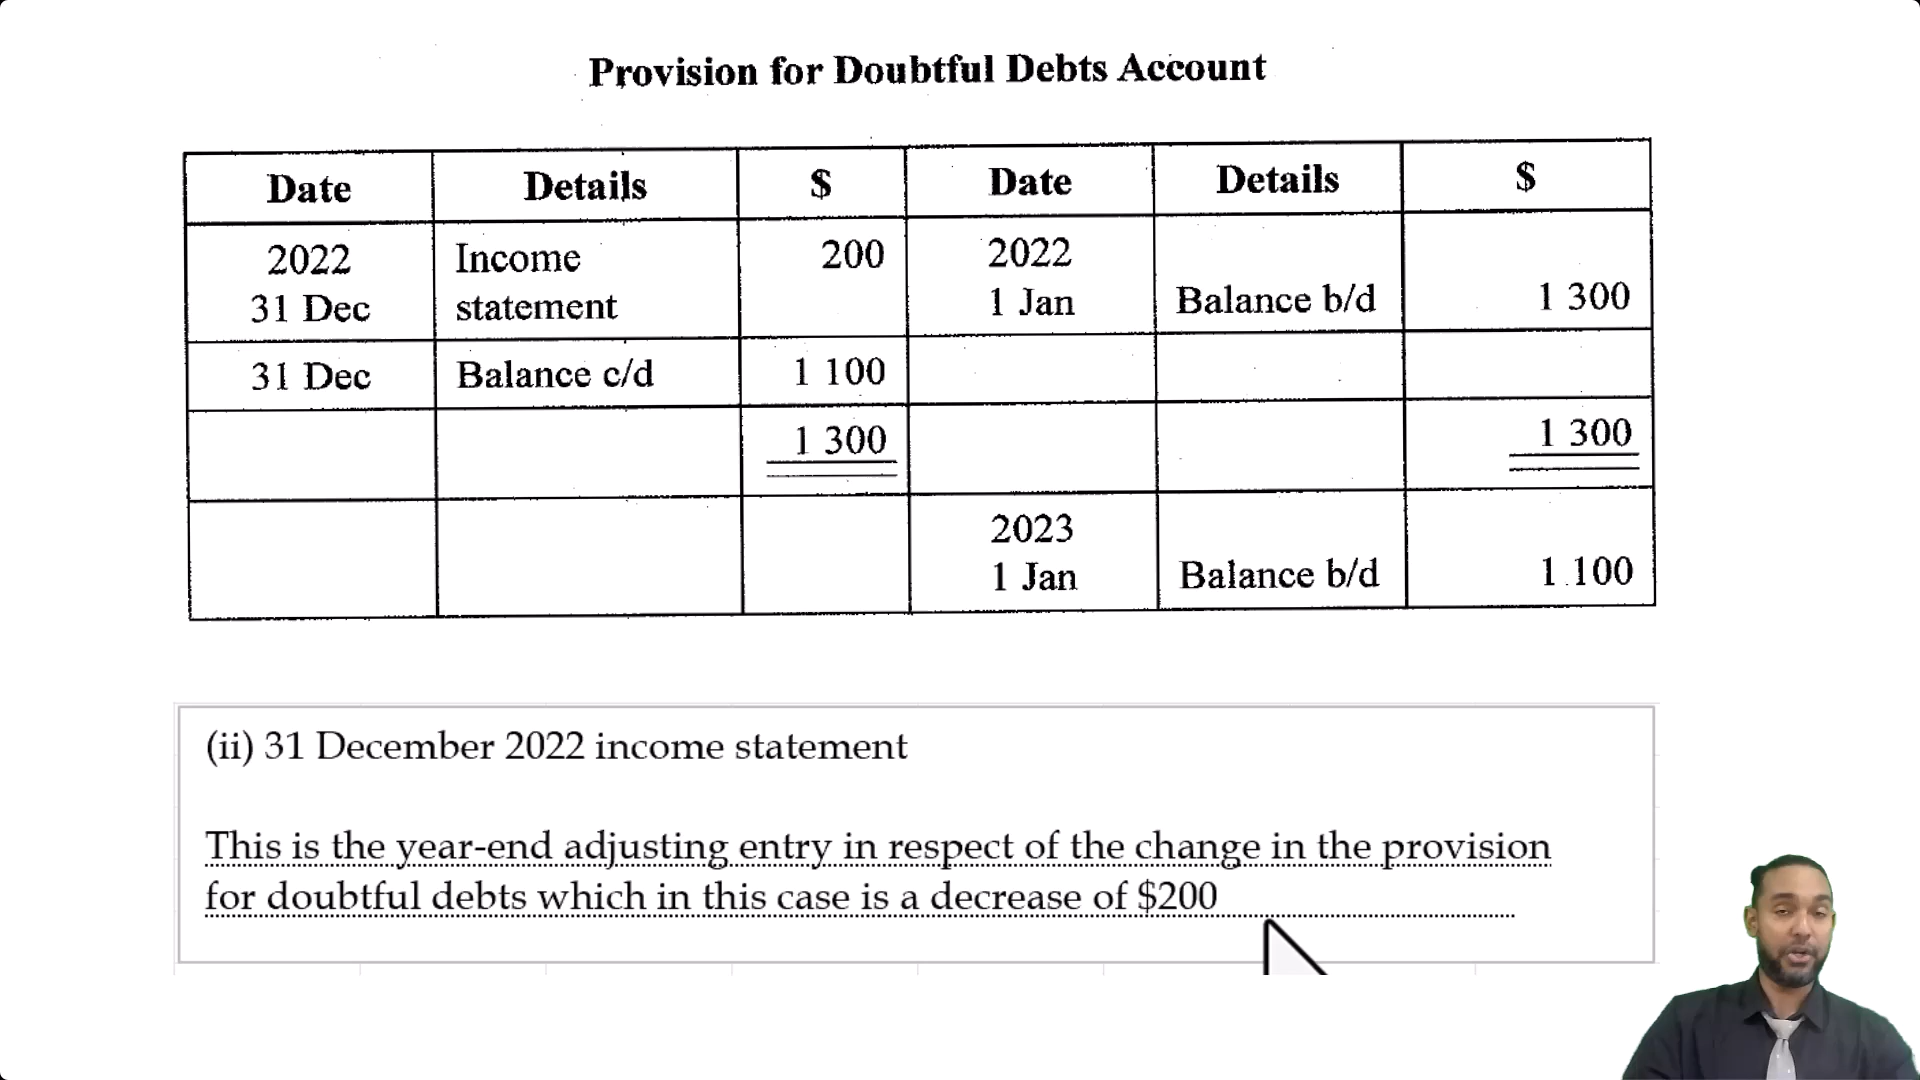 Provision for Doubtful Debts Account
Date Details $ Date Details $
2022 Income 200 2022
31 Dec statement 1 Jan Balance b/d 1 300
31 Dec Balance c/d 1 100
1 300 1 300
2023
1 Jan Balance b/d 1 100
(ii) 31 December 2022 income statement
This is the year-end adjusting entry in respect of the change in the provision
for doubtful debts which in this case is a decrease of $200